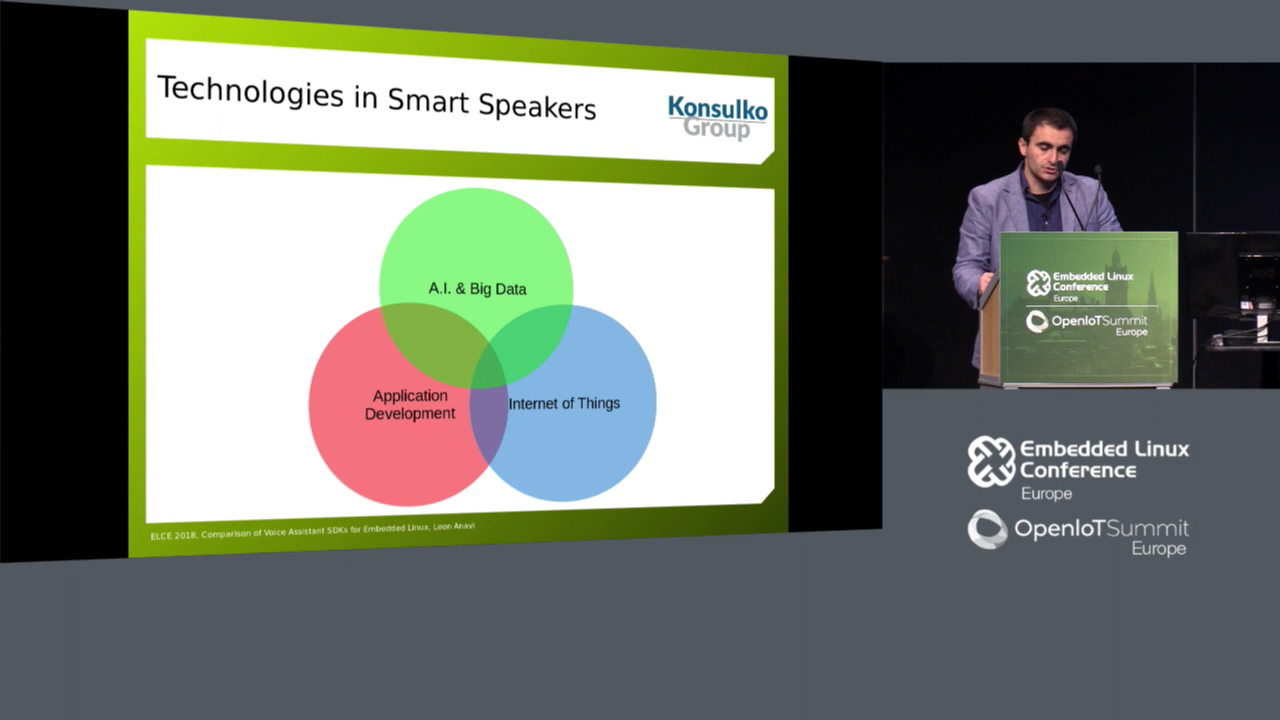 Technologies in Smart Speakers
Konsulko
Group
A.I. & Big Data
Application
Development
Internet of Things
ELCE 2018, Comparison of Voice Assistant SDKs for Embedded Linux, Leon Anavi
Embedded Linux
Conference
Europe
OpenIoTSummit
Europe
Embedded Linux
Conference
Europe
OpenIoTSummit
Europe